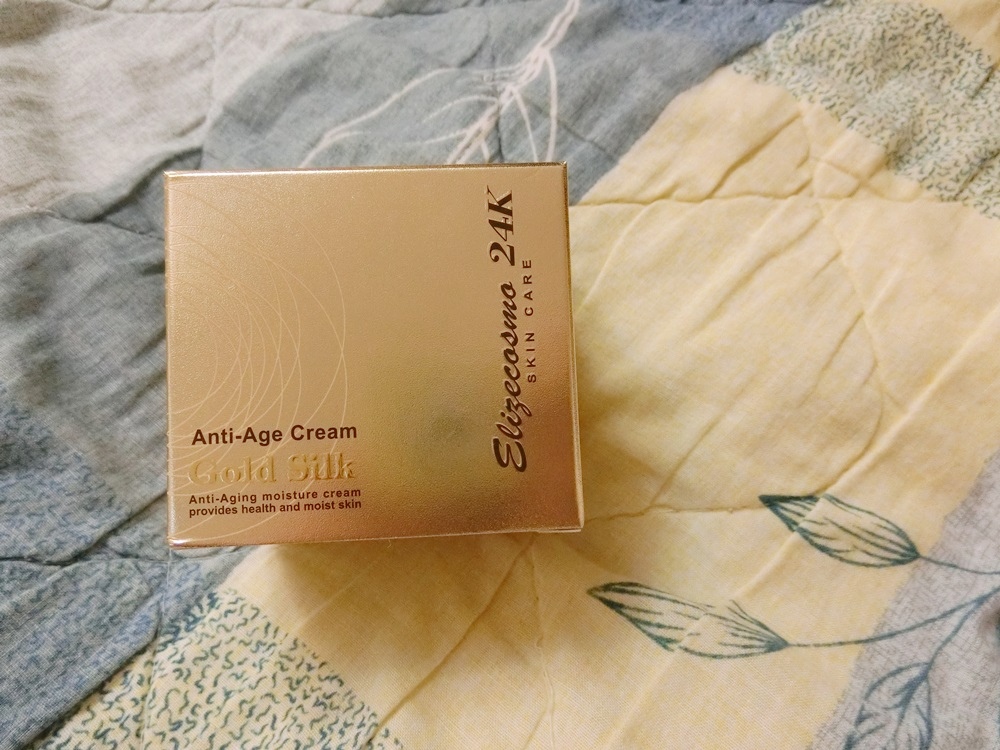 Elizecosmo 24K
SKIN CARE
Anti-Age Cream
Gold Silk
Anti-Aging moisture cream
provides health and moist skin